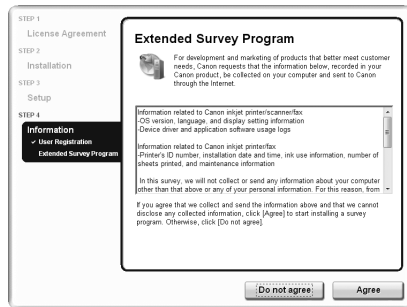 STEP 1
License Agreement
STEP 2
Installation
STEP 3
Setup
STEP 4
Information
User Registration
Extended Survey Program
Extended Survey Program
For development and marketing of products that better meet customer
needs, Canon requests that the information below, recorded in your
Canon product, be collected on your computer and sent to Canon
through the Internet.
Information related to Canon inkjet printer/scanner/fax
-OS version, language, and display setting information
-Device driver and application software usage logs
Information related to Canon inkjet printer/fax
-Printer's ID number, installation date and time, ink use information, number of
sheets printed, and maintenance information
In this survey, we will not collect or send any information about your computer
other than that above or any of your personal information. For this reason, from
If you agree that we collect and send the information above and that we cannot
disclose any collected information, click [Agree] to start installing a survey
program. Otherwise, click [Do not agree].
Do not agree
Agree